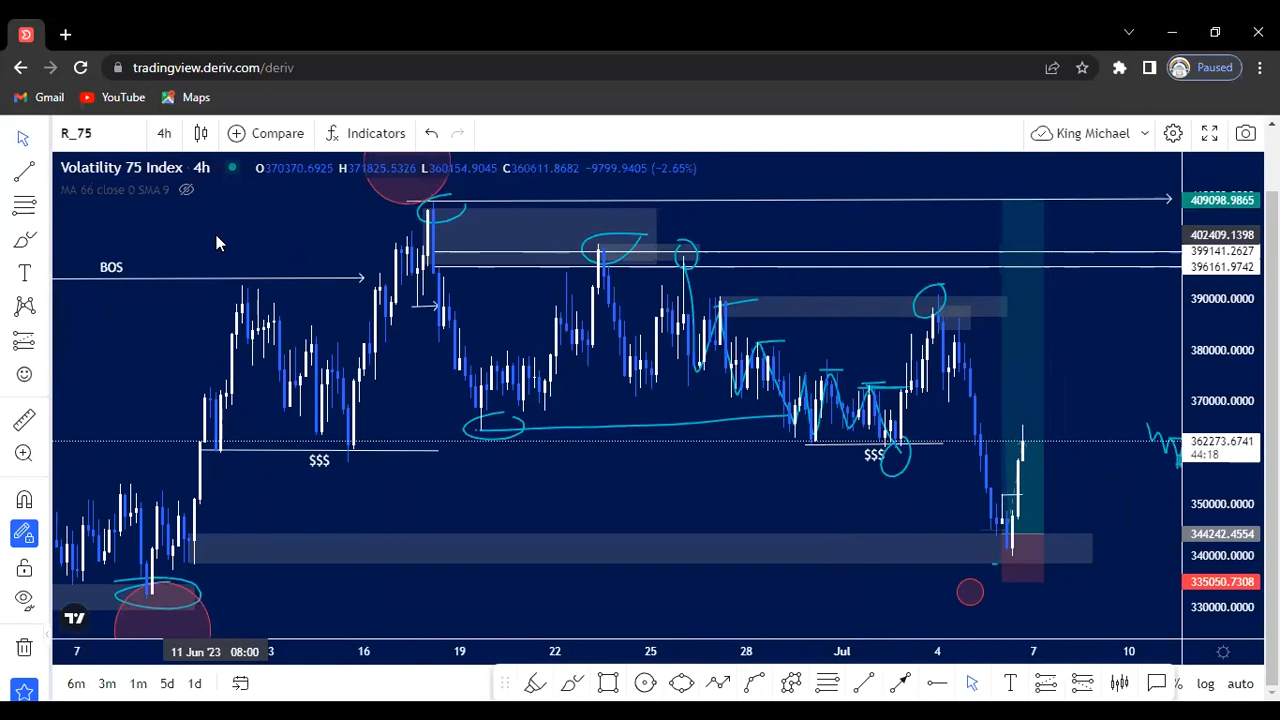 tradingview.deriv.com/deriv
Paused
Gmail
YouTube
Maps
R_75
4h
Compare
Indicators
King Michael
Volatility 75 Index · 4h
O370370.6925 H371825.5326 L360154.9045 C360611.8682 −9799.9405 (−2.65%)
MA 66 close 0 SMA 9
409098.9865
402409.1398
399141.2627
396161.9742
BOS
390000.0000
380000.0000
370000.0000
362273.6741
44:18
$$$
$$$
350000.0000
344242.4554
340000.0000
335050.7308
330000.0000
7
11 Jun '23 08:00
3
16
19
22
25
28
Jul
4
7
10
6m
3m
1m
5d
1d
%
log
auto